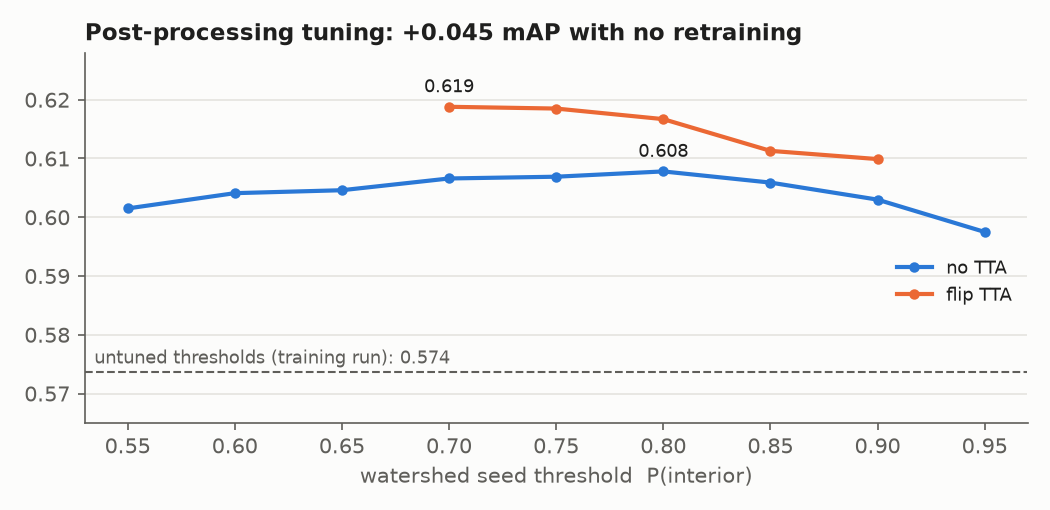 Post-processing tuning: +0.045 mAP with no retraining
0.619
0.62
0.61
0.608
0.60
0.59
no TTA
flip TTA
0.58
untuned thresholds (training run): 0.574
0.57
0.55 0.60 0.65 0.70 0.75 0.80 0.85 0.90 0.95
watershed seed threshold  P(interior)